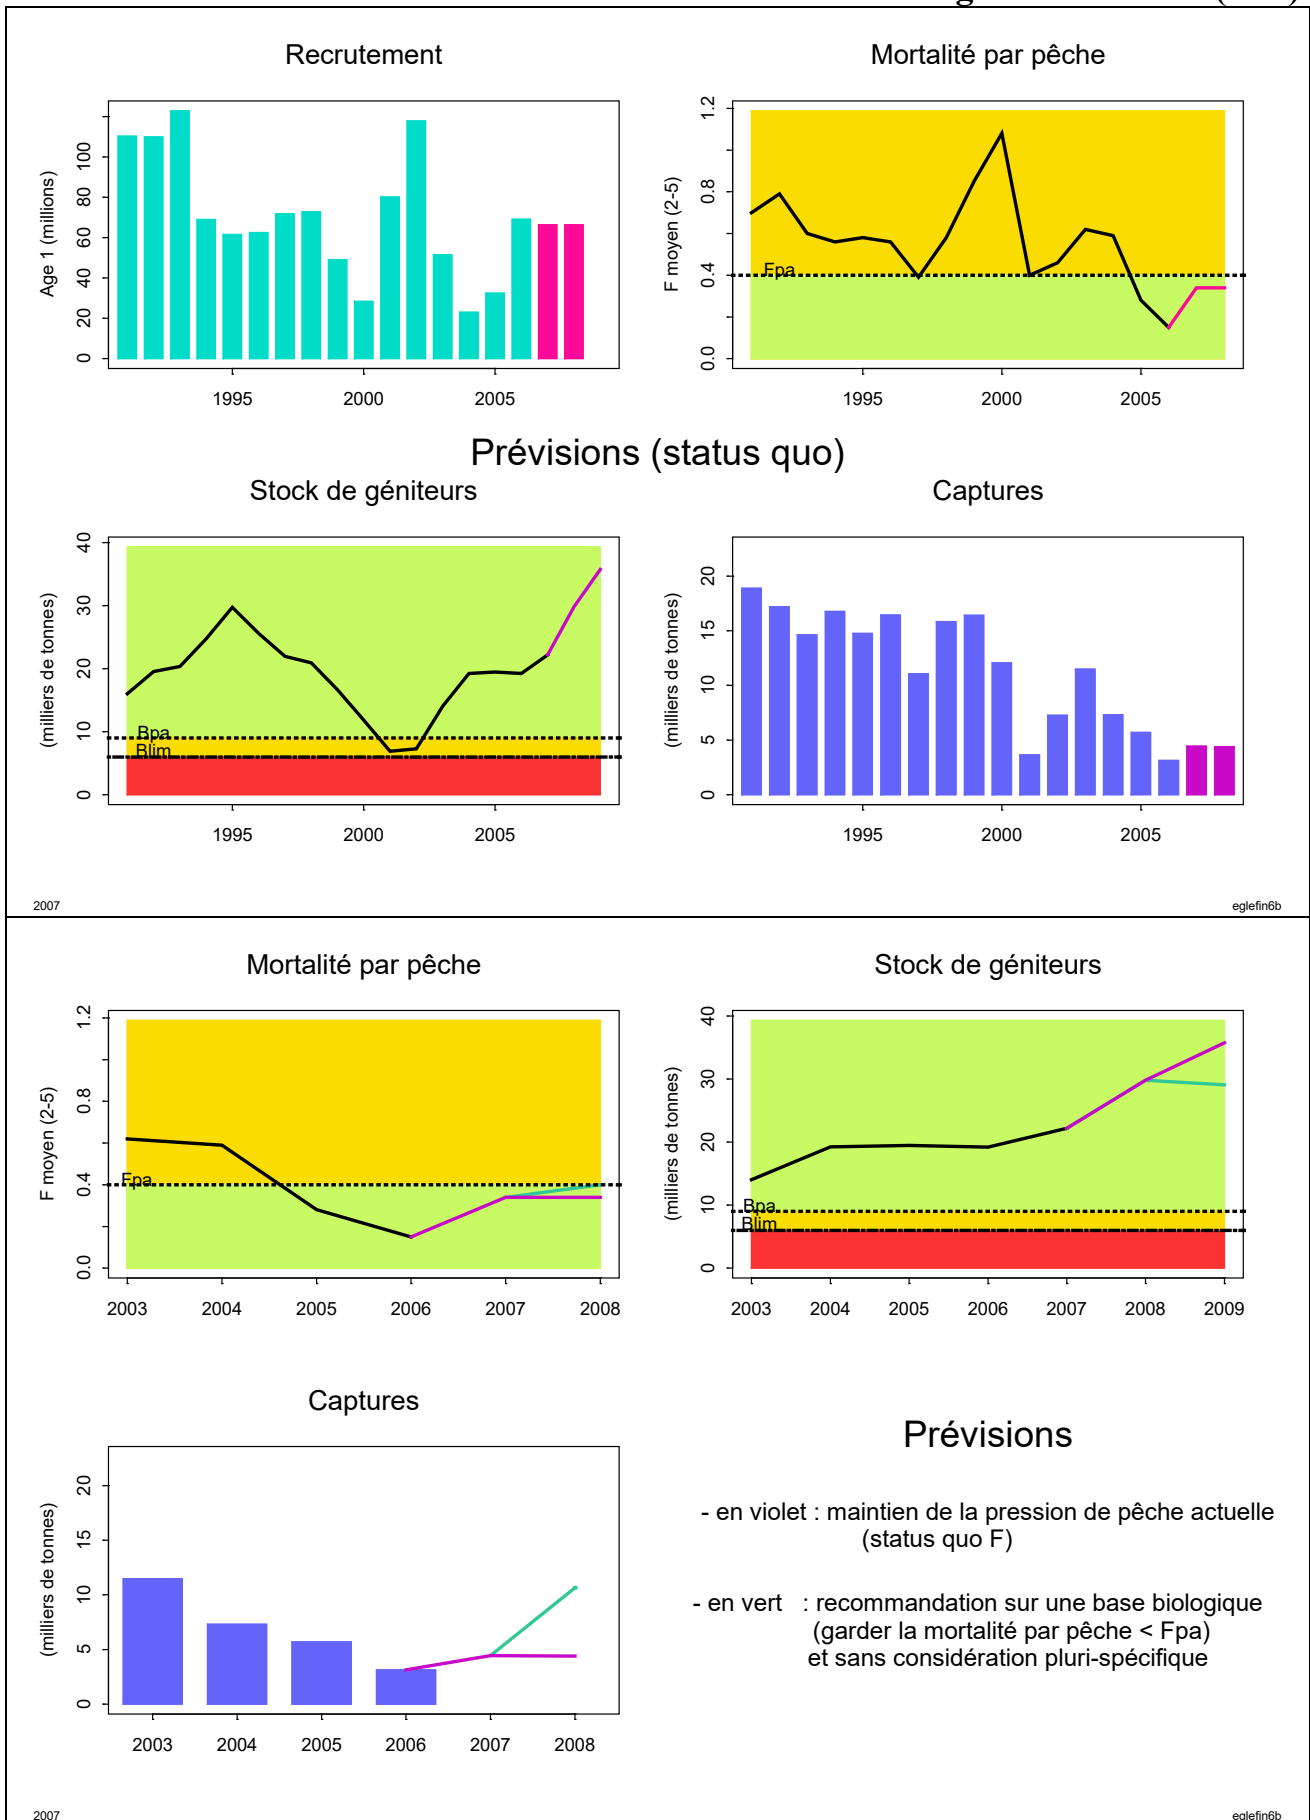 Recrutement
Age 1 (millions)
0 20 40 60 80 100
1995 2000 2005
Mortalité par pêche
F moyen (2-5)
0.0 0.4 0.8 1.2
Fpa
1995 2000 2005
Prévisions (status quo)
Stock de géniteurs
(milliers de tonnes)
0 10 20 30 40
Bpa
Blim
1995 2000 2005
Captures
(milliers de tonnes)
0 5 10 15 20
1995 2000 2005
2007
eglefin6b
Mortalité par pêche
F moyen (2-5)
0.0 0.4 0.8 1.2
Fpa
2003 2004 2005 2006 2007 2008
Stock de géniteurs
(milliers de tonnes)
0 10 20 30 40
Bpa
Blim
2003 2004 2005 2006 2007 2008 2009
Captures
(milliers de tonnes)
0 5 10 15 20
2003 2004 2005 2006 2007 2008
Prévisions
- en violet : maintien de la pression de pêche actuelle
(status quo F)
- en vert : recommandation sur une base biologique
(garder la mortalité par pêche < Fpa)
et sans considération pluri-spécifique
2007
eglefin6b